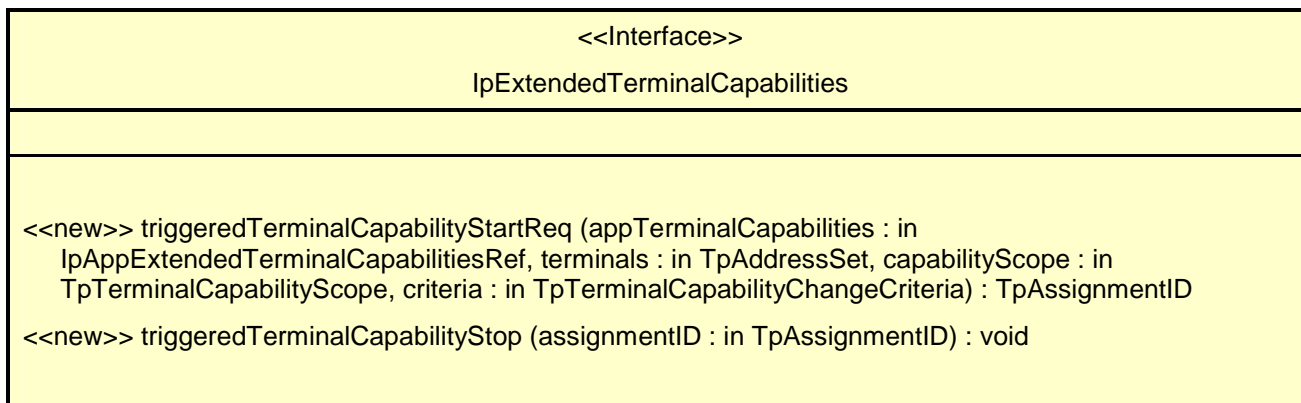 <<Interface>>
IpExtendedTerminalCapabilities
<<new>> triggeredTerminalCapabilityStartReq (appTerminalCapabilities : in
IpAppExtendedTerminalCapabilitiesRef, terminals : in TpAddressSet, capabilityScope : in
TpTerminalCapabilityScope, criteria : in TpTerminalCapabilityChangeCriteria) : TpAssignmentID
<<new>> triggeredTerminalCapabilityStop (assignmentID : in TpAssignmentID) : void